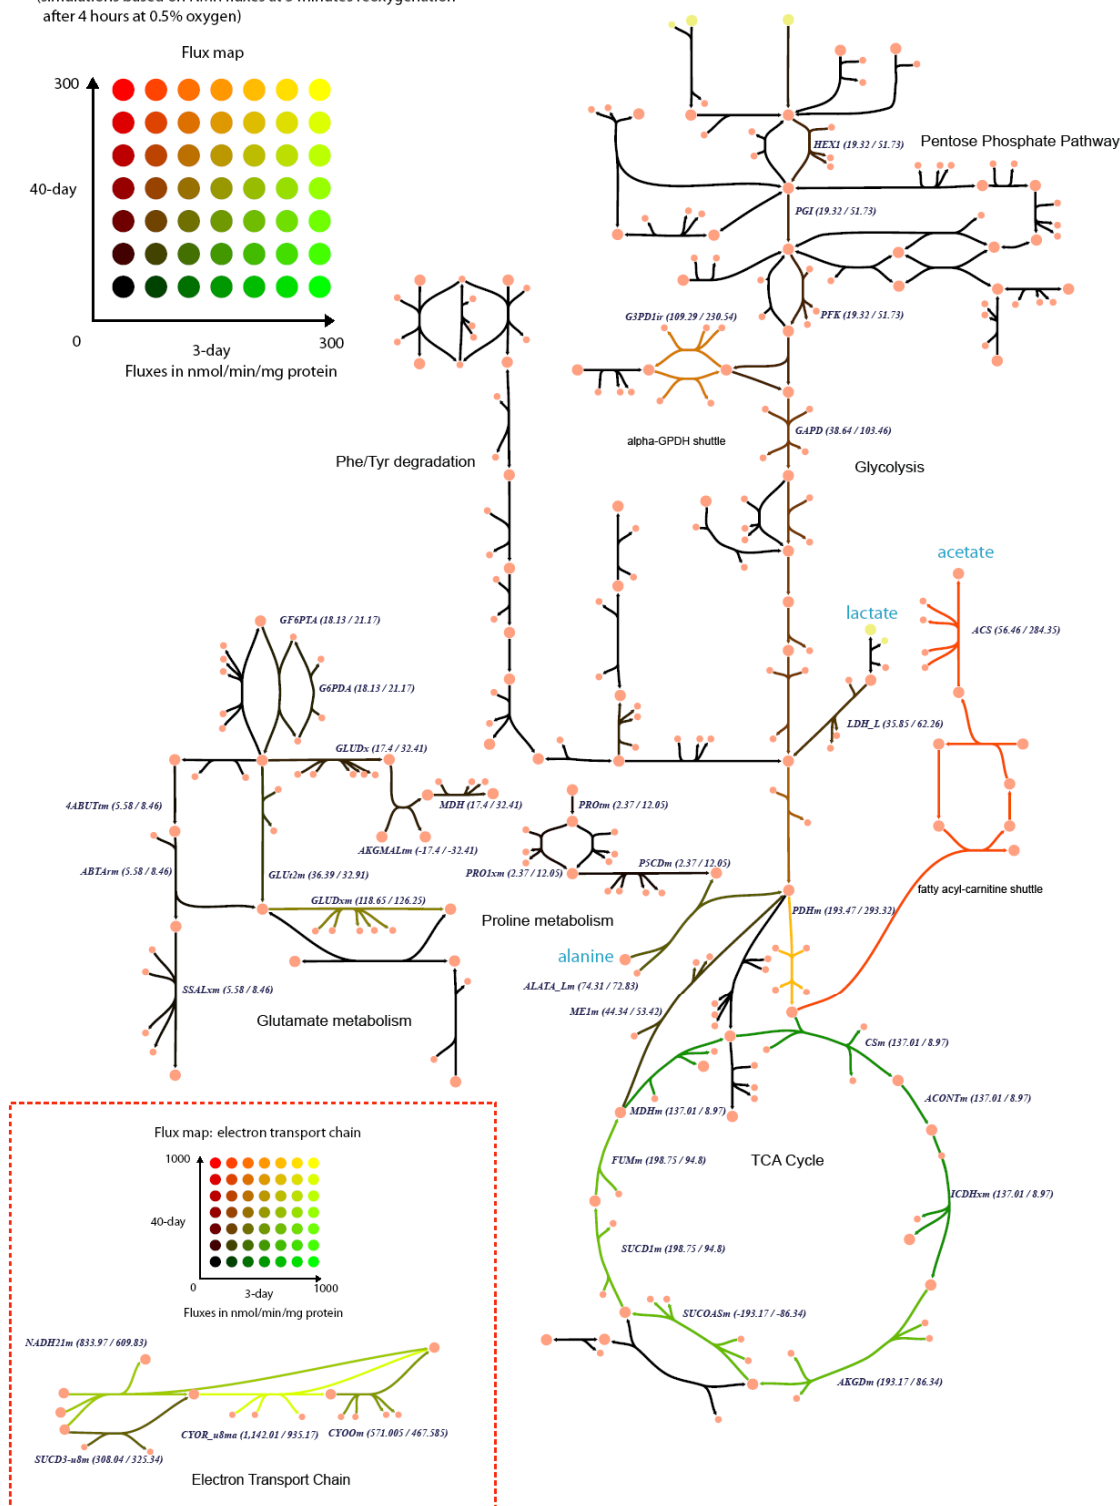 after 4 hours at 0.5% oxygen)
Flux map
300
40-day
0
3-day
300
Fluxes in nmol/min/mg protein
HEX1 (19.32 / 51.73)
Pentose Phosphate Pathway
PGI (19.32 / 51.73)
G3PD1ir (109.29 / 230.54)
PFK (19.32 / 51.73)
alpha-GPDH shuttle
GAPD (38.64 / 103.46)
Phe/Tyr degradation
Glycolysis
acetate
lactate
GF6PTA (18.13 / 21.17)
ACS (56.46 / 284.35)
G6PDA (18.13 / 21.17)
LDH_L (35.85 / 62.26)
GLUDx (17.4 / 32.41)
4ABUTtm (5.58 / 8.46)
MDH (17.4 / 32.41)
PROtm (2.37 / 12.05)
AKGMALtm (-17.4 / -32.41)
ABTArm (5.58 / 8.46)
GLUt2m (36.39 / 32.91)
PRO1xm (2.37 / 12.05)
P5CDm (2.37 / 12.05)
fatty acyl-carnitine shuttle
GLUDxm (118.65 / 126.25)
PDHm (193.47 / 293.32)
Proline metabolism
alanine
SSALxm (5.58 / 8.46)
ALATA_Lm (74.31 / 72.83)
ME1m (44.34 / 53.42)
Glutamate metabolism
CSm (137.01 / 8.97)
ACONTm (137.01 / 8.97)
MDHm (137.01 / 8.97)
Flux map: electron transport chain
1000
40-day
0
3-day
1000
Fluxes in nmol/min/mg protein
FUMm (198.75 / 94.8)
TCA Cycle
ICDHxm (137.01 / 8.97)
SUCD1m (198.75 / 94.8)
SUCOASm (-193.17 / -86.34)
AKGDm (193.17 / 86.34)
NADH21m (833.97 / 609.83)
CYOR_u8ma (1,142.01 / 935.17)
CYOOm (571.005 / 467.585)
SUCD3-u8m (308.04 / 325.34)
Electron Transport Chain